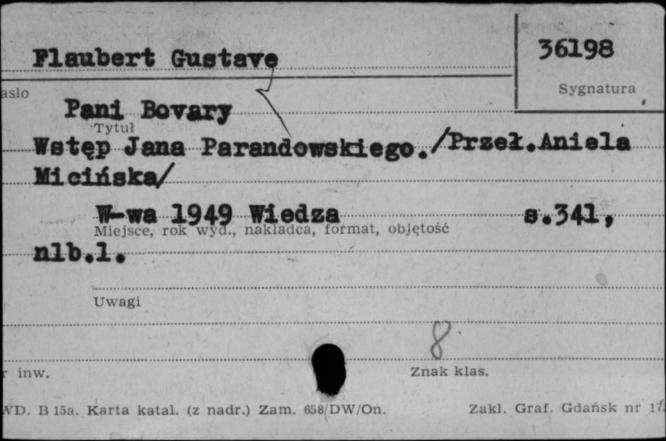 Flaubert Gustave
36198
Sygnatura
asło
Pani Bovary
Tytuł
Wstęp Jana Parandowskiego./Przeł.Aniela
Micińska/
W-wa 1949 Wiedza s.341,
Miejsce, rok wyd., nakładca, format, objętość
nlb.1.
Uwagi
8
r inw.
Znak klas.
WD. B 15a. Karta katal. (z nadr.) Zam. 658/DW/On.
Zakł. Graf. Gdańsk nr